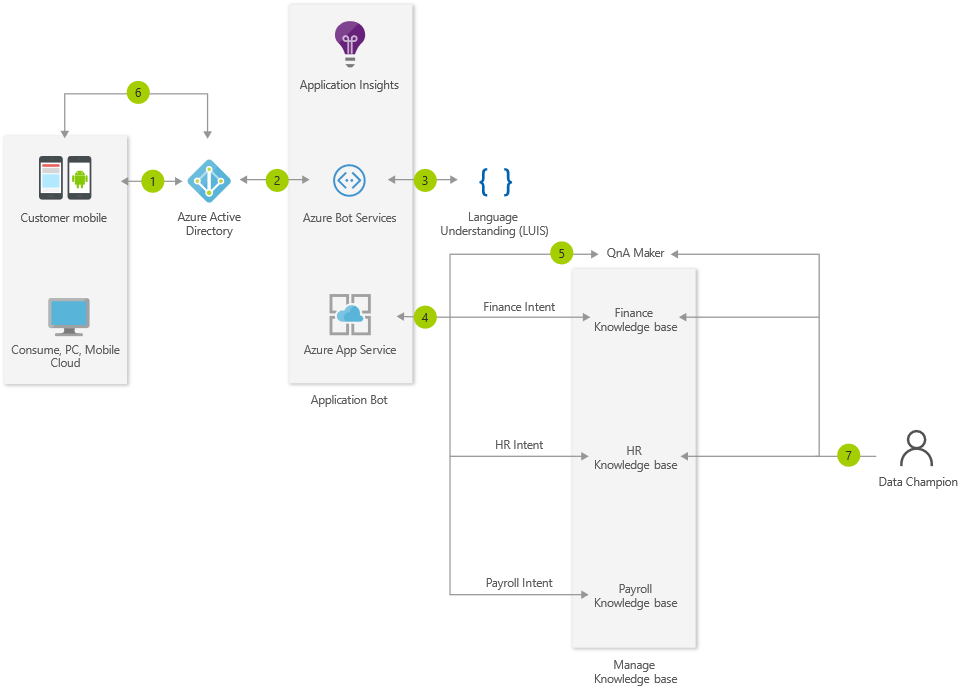 Application Insights
6
Customer mobile
1
Azure Active
Directory
2
Azure Bot Services
3
{ }
Language
Understanding (LUIS)
5
QnA Maker
Consume, PC, Mobile
Cloud
Azure App Service
4
Finance Intent
Finance
Knowledge base
Application Bot
HR Intent
HR
Knowledge base
7
Data Champion
Payroll Intent
Payroll
Knowledge base
Manage
Knowledge base